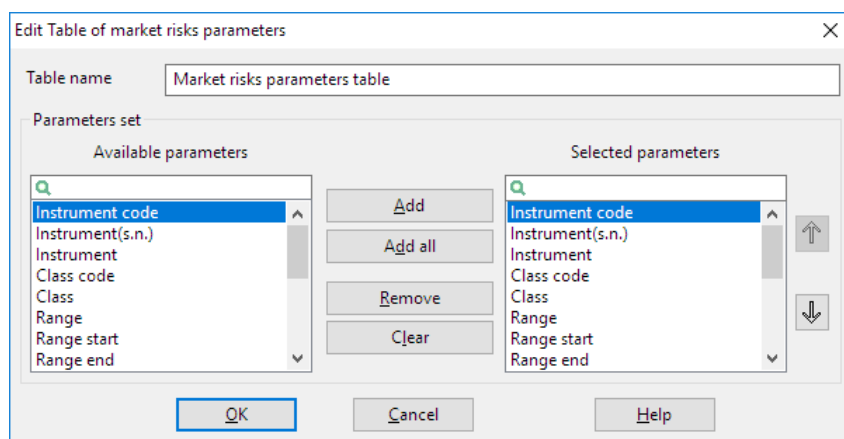 Edit Table of market risks parameters
Table name
Market risks parameters table
Parameters set
Available parameters
Instrument code
Instrument(s.n.)
Instrument
Class code
Class
Range
Range start
Range end
Add
Add all
Remove
Clear
Selected parameters
Instrument code
Instrument(s.n.)
Instrument
Class code
Class
Range
Range start
Range end
OK
Cancel
Help